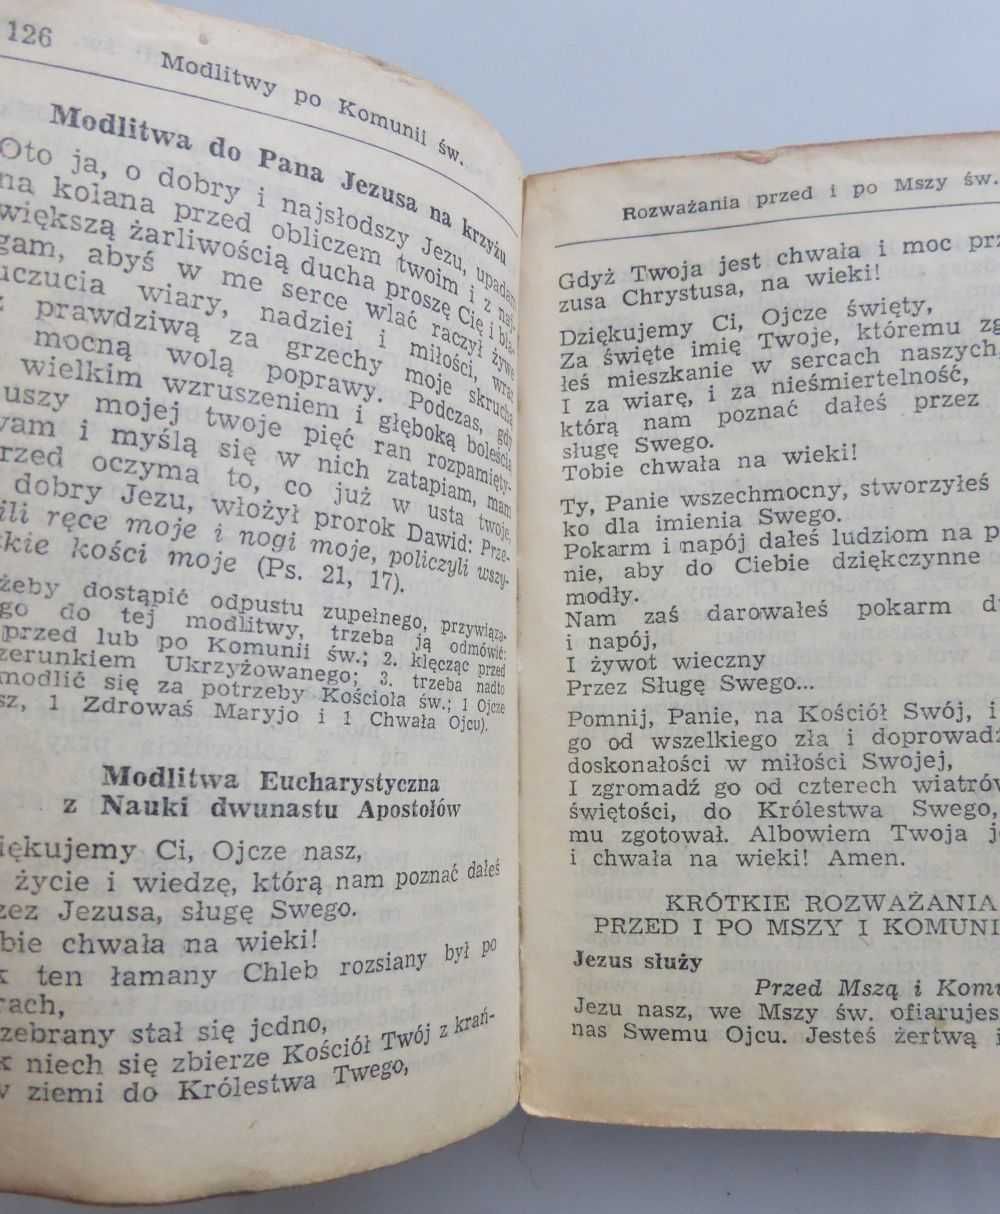 126
Modlitwy po Komunii św.
Modlitwa do Pana Jezusa na krzyżu
Oto ja, o dobry i najsłodszy Jezu, upadam
na kolana przed obliczem twoim i z naj-
większą żarliwością ducha proszę Cię i bła-
gam, abyś w me serce wlać raczył żywe
uczucia wiary, nadziei i miłości, wraz
z prawdziwą za grzechy moje skruchą
mocną wolą poprawy. Podczas, gdy
wielkim wzruszeniem i głęboką boleścią
uszy mojej twoje pięć ran rozpamięty-
wam i myślą się w nich zatapiam, mam
rzed oczyma to, co już w usta twoje,
dobry Jezu, włożył prorok Dawid: Prze-
ili ręce moje i nogi moje, policzyli wszy-
kie kości moje (Ps. 21, 17).
żeby dostąpić odpustu zupełnego, przywiąza-
go do tej modlitwy, trzeba ją odmówić:
przed lub po Komunii św.; 2. klęcząc przed
zerunkiem Ukrzyżowanego; 3. trzeba nadto
modlić się za potrzeby Kościoła św.; 1 Ojcze
sz, 1 Zdrowaś Maryjo i 1 Chwała Ojcu).
Modlitwa Eucharystyczna
z Nauki dwunastu Apostołów
iękujemy Ci, Ojcze nasz,
życie i wiedzę, którą nam poznać dałeś
zez Jezusa, sługę Swego.
bie chwała na wieki!
k ten łamany Chleb rozsiany był po
rach,
zebrany stał się jedno,
k niech się zbierze Kościół Twój z krań-
w ziemi do Królestwa Twego,
Rozważania przed i po Mszy św.
Gdyż Twoja jest chwała i moc prz
zusa Chrystusa, na wieki!
Dziękujemy Ci, Ojcze święty,
Za święte imię Twoje, któremu zg
łeś mieszkanie w sercach naszych,
I za wiarę, i za nieśmiertelność,
którą nam poznać dałeś przez
sługę Swego.
Tobie chwała na wieki!
Ty, Panie wszechmocny, stworzyłeś
ko dla imienia Swego.
Pokarm i napój dałeś ludziom na p
nie, aby do Ciebie dziękczynne
modły.
Nam zaś darowałeś pokarm d
i napój,
I żywot wieczny
Przez Sługę Swego...
Pomnij, Panie, na Kościół Swój, i
go od wszelkiego zła i doprowadź
doskonałości w miłości Swojej,
I zgromadź go od czterech wiatrów
świętości, do Królestwa Swego,
mu zgotował. Albowiem Twoja j
i chwała na wieki! Amen.
KRÓTKIE ROZWAŻANIA
PRZED I PO MSZY I KOMUNI
Jezus służy
Przed Mszą i Komu
Jezu nasz, we Mszy św. ofiarujes
nas Swemu Ojcu. Jesteś żertwą i